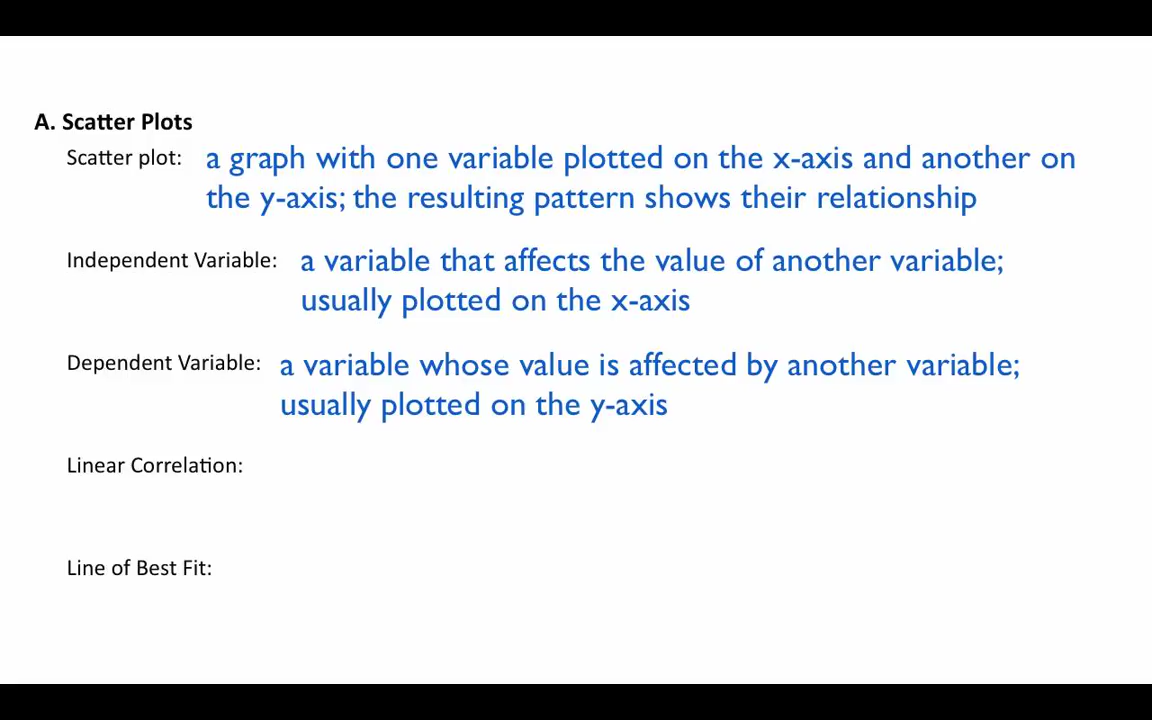 A. Scatter Plots
Scatter plot: a graph with one variable plotted on the x-axis and another on
the y-axis; the resulting pattern shows their relationship
Independent Variable: a variable that affects the value of another variable;
usually plotted on the x-axis
Dependent Variable: a variable whose value is affected by another variable;
usually plotted on the y-axis
Linear Correlation:
Line of Best Fit: